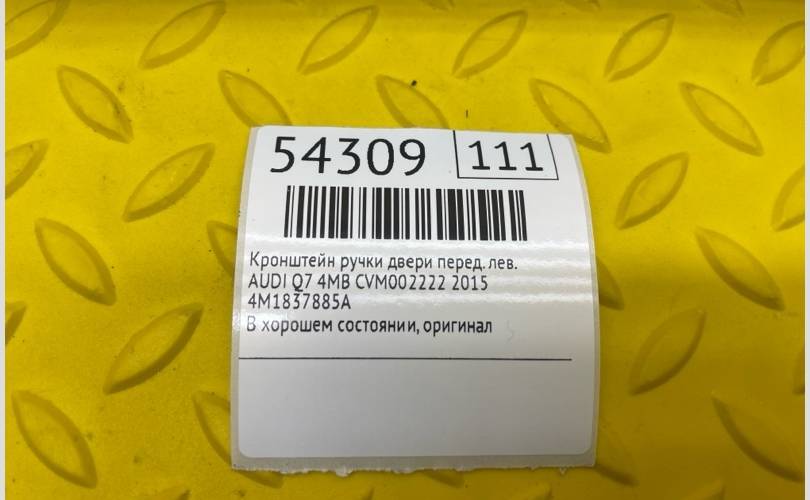 54309 111
Кронштейн ручки двери перед. лев.
AUDI Q7 4MB CVM002222 2015
4M1837885A
В хорошем состоянии, оригинал